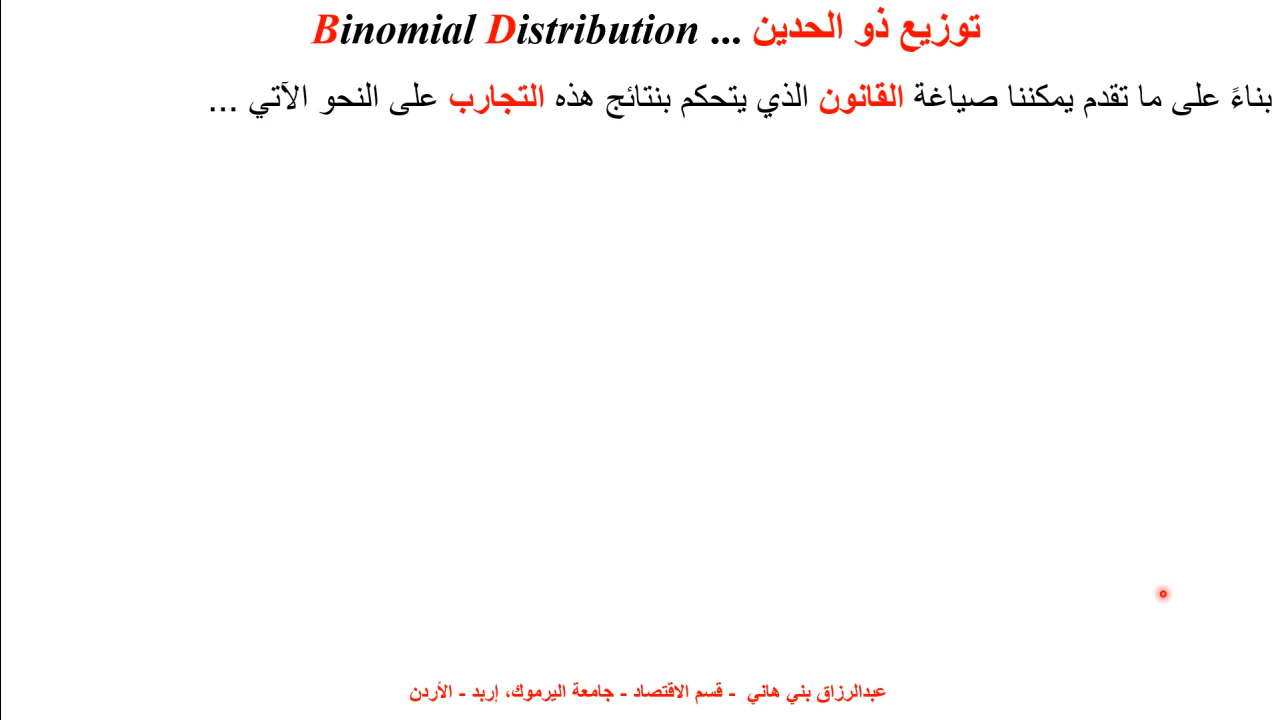 توزيع ذو الحدين ... Binomial Distribution
بناءً على ما تقدم يمكننا صياغة القانون الذي يتحكم بنتائج هذه التجارب على النحو الآتي ...
عبدالرزاق بني هاني - قسم الاقتصاد - جامعة اليرموك، إربد - الأردن